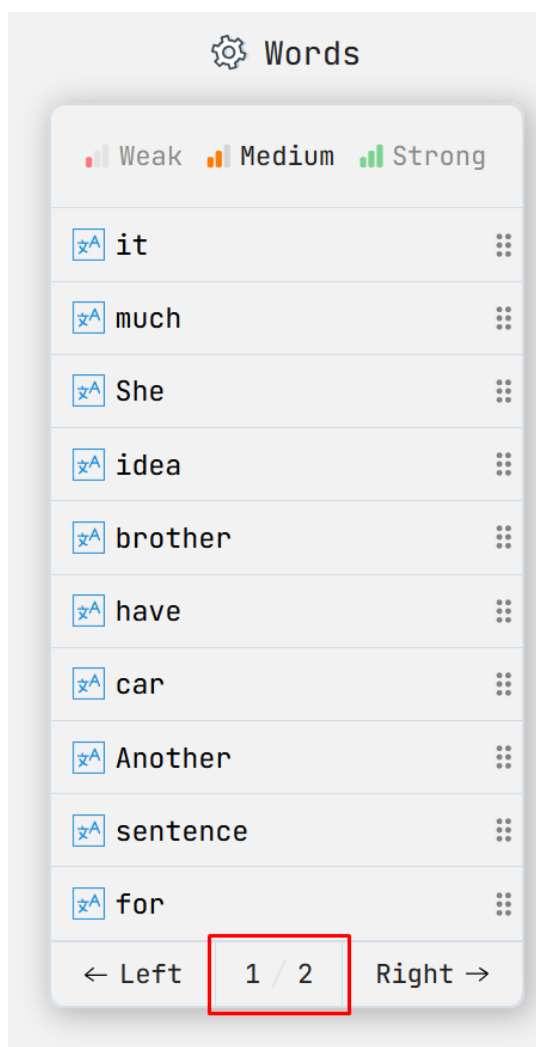 Words
Weak Medium Strong
it
much
She
idea
brother
have
car
Another
sentence
for
← Left 1 / 2 Right →